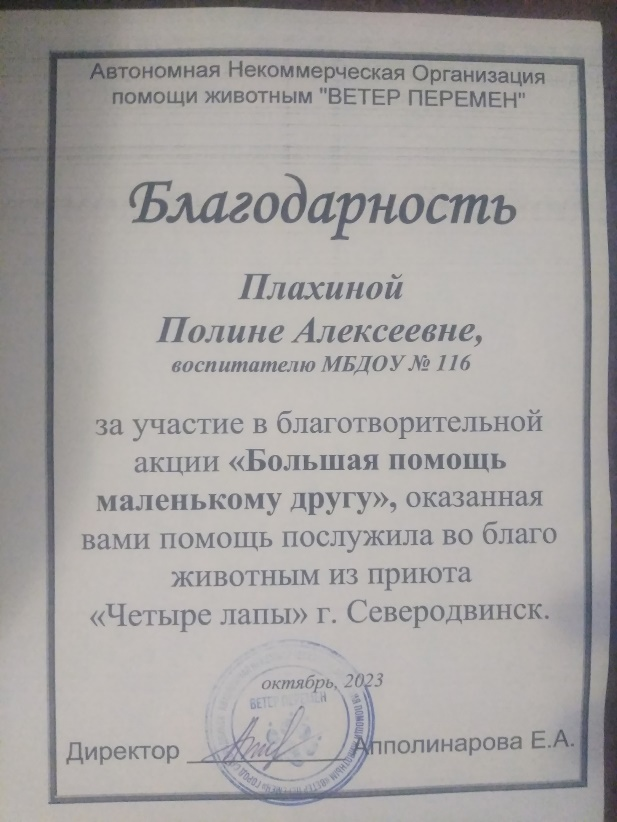 Автономная Некоммерческая Организация
помощи животным "ВЕТЕР ПЕРЕМЕН"
Благодарность
Плахиной
Полине Алексеевне,
воспитателю МБДОУ № 116
за участие в благотворительной
акции «Большая помощь
маленькому другу», оказанная
вами помощь послужила во благо
животным из приюта
«Четыре лапы» г. Северодвинск.
октябрь, 2023
ВЕТЕР ПЕРЕМЕН
Директор Апполинарова Е.А.